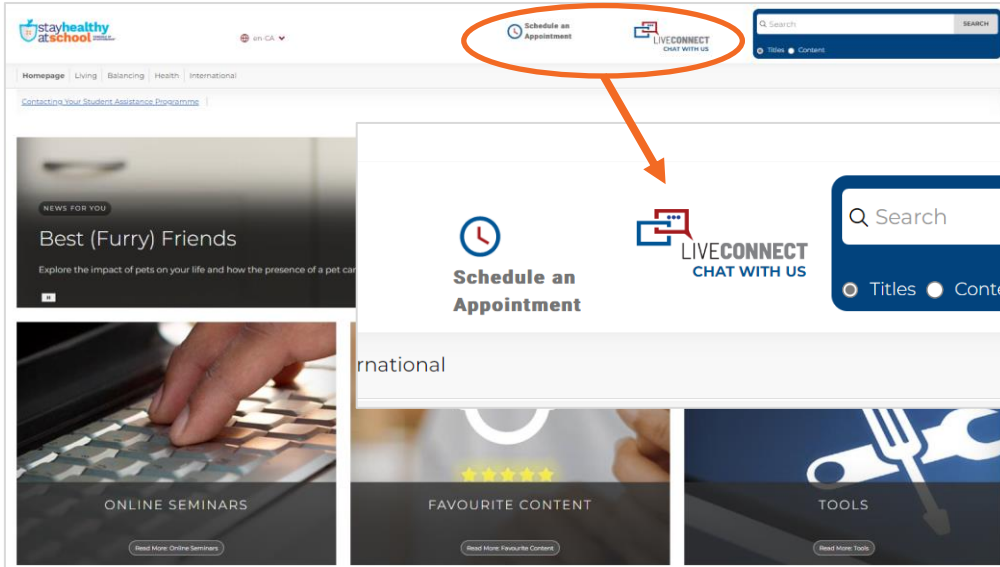 stayhealthy
atschool
en-CA
Schedule an
Appointment
LIVECONNECT
CHAT WITH US
Search
SEARCH
Titles
Content
Homepage
Living
Balancing
Health
International
Contacting Your Student Assistance Programme
NEWS FOR YOU
Best (Furry) Friends
Explore the impact of pets on your life and how the presence of a pet car
Schedule an
Appointment
LIVECONNECT
CHAT WITH US
Search
Titles
Conte
rnational
ONLINE SEMINARS
Read More: Online Seminars
FAVOURITE CONTENT
Read More: Favourite Content
TOOLS
Read More: Tools